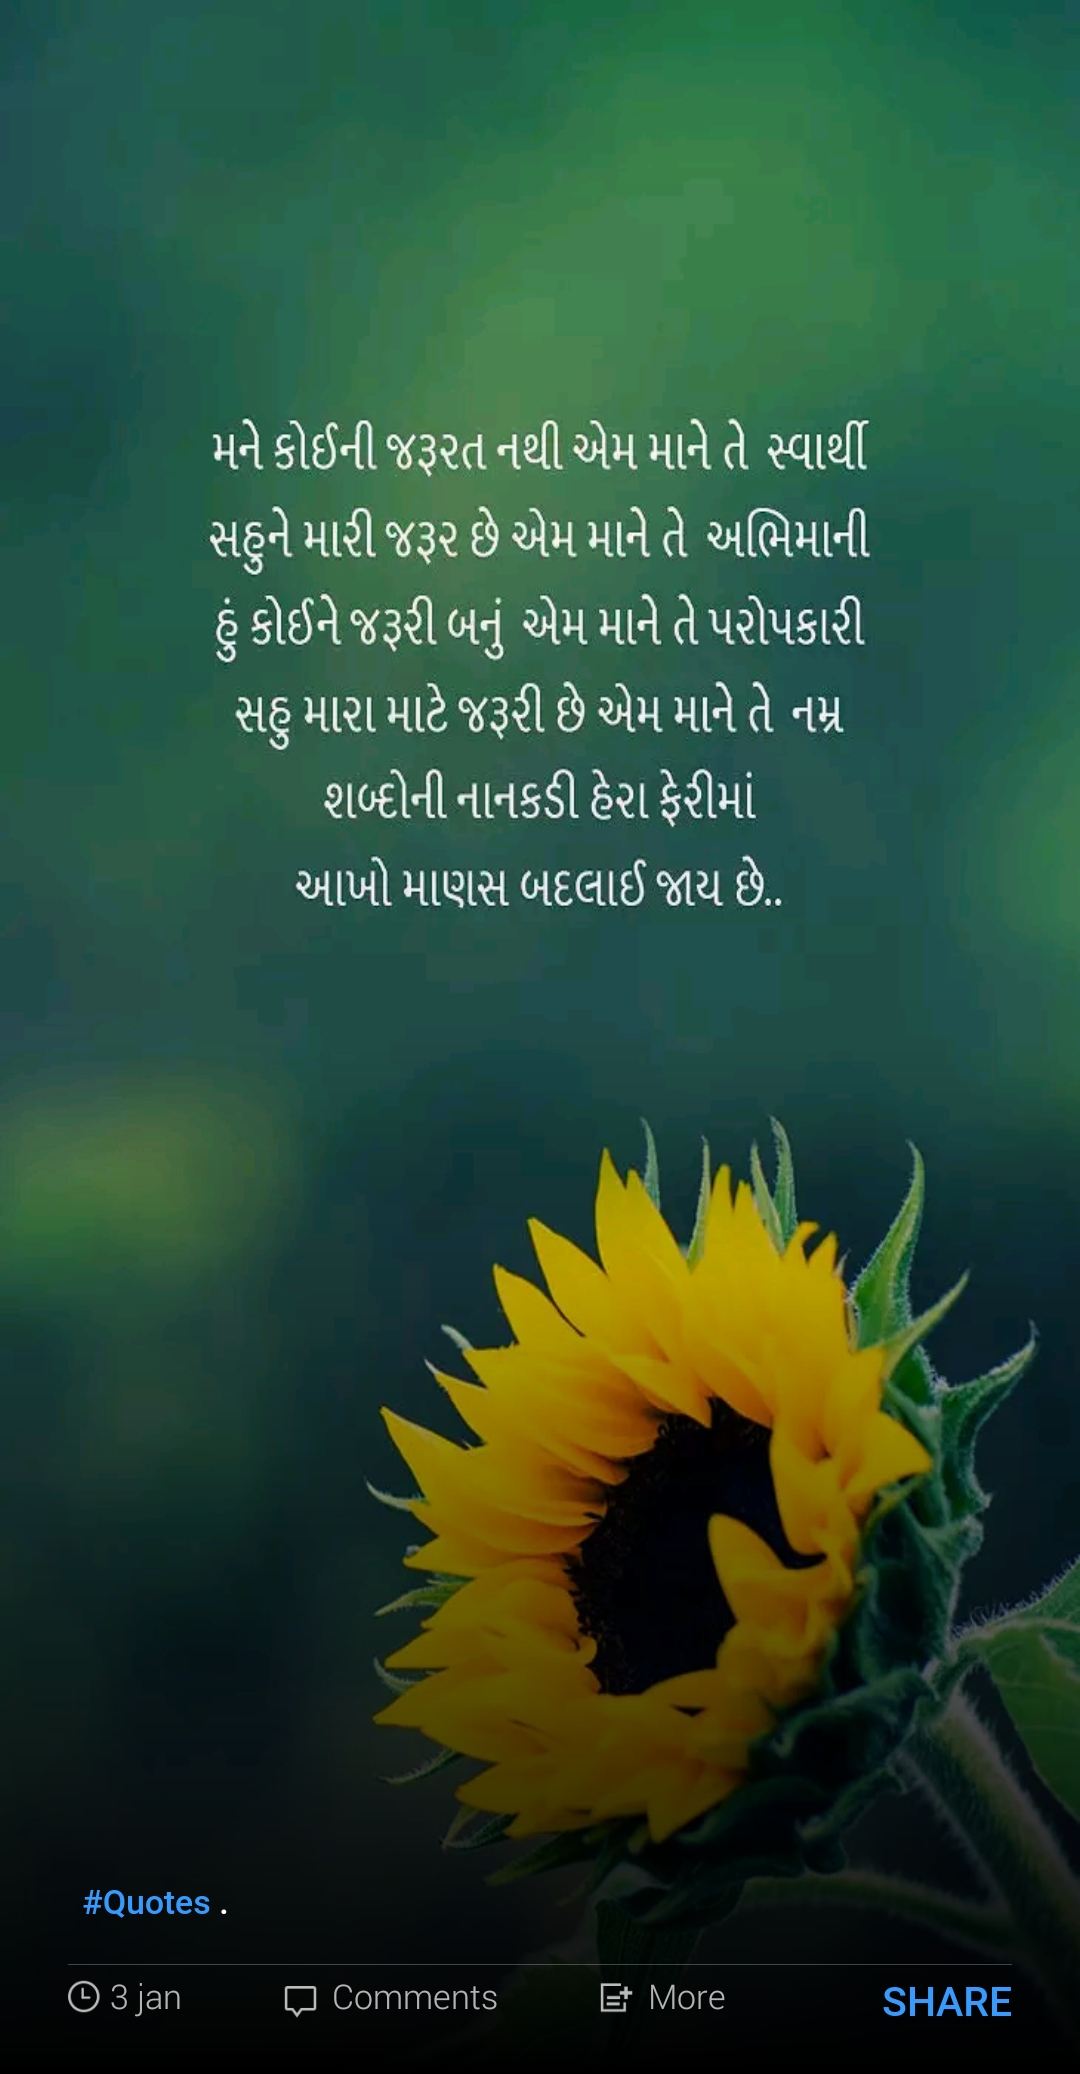 મને કોઈની જરૂરત નથી એમ માને તે સ્વાર્થી
સહુને મારી જરૂર છે એમ માને તે અભિમાની
હું કોઈને જરૂરી બનું એમ માને તે પરોપકારી
સહુ મારા માટે જરૂરી છે એમ માને તે નમ્ર
શબ્દોની નાનકડી હેરા ફેરીમાં
આખો માણસ બદલાઈ જાય છે..
#Quotes .
3 jan Comments More SHARE